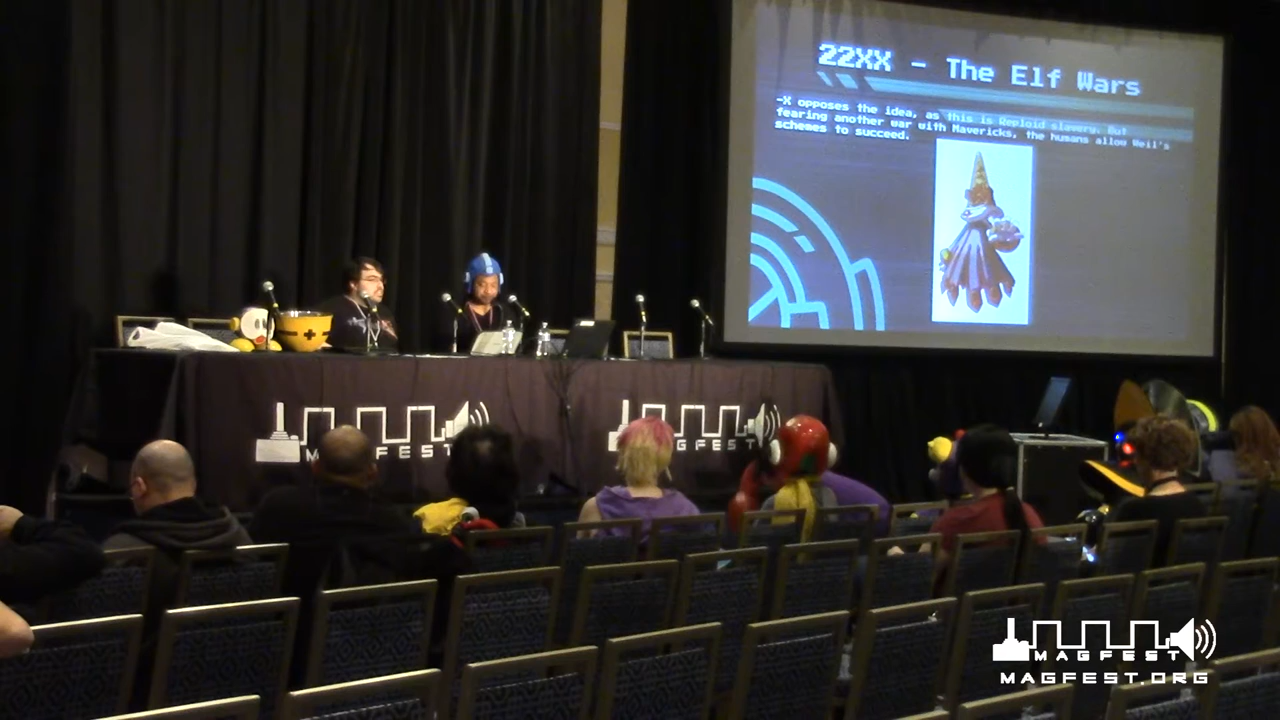 22XX - The Elf Wars
-X opposes the idea, as this is Reploid slavery. But
fearing another war with Mavericks, the humans allow Weil's
schemes to succeed.
MAGFEST
MAGFEST
MAGFEST
MAGFEST.ORG